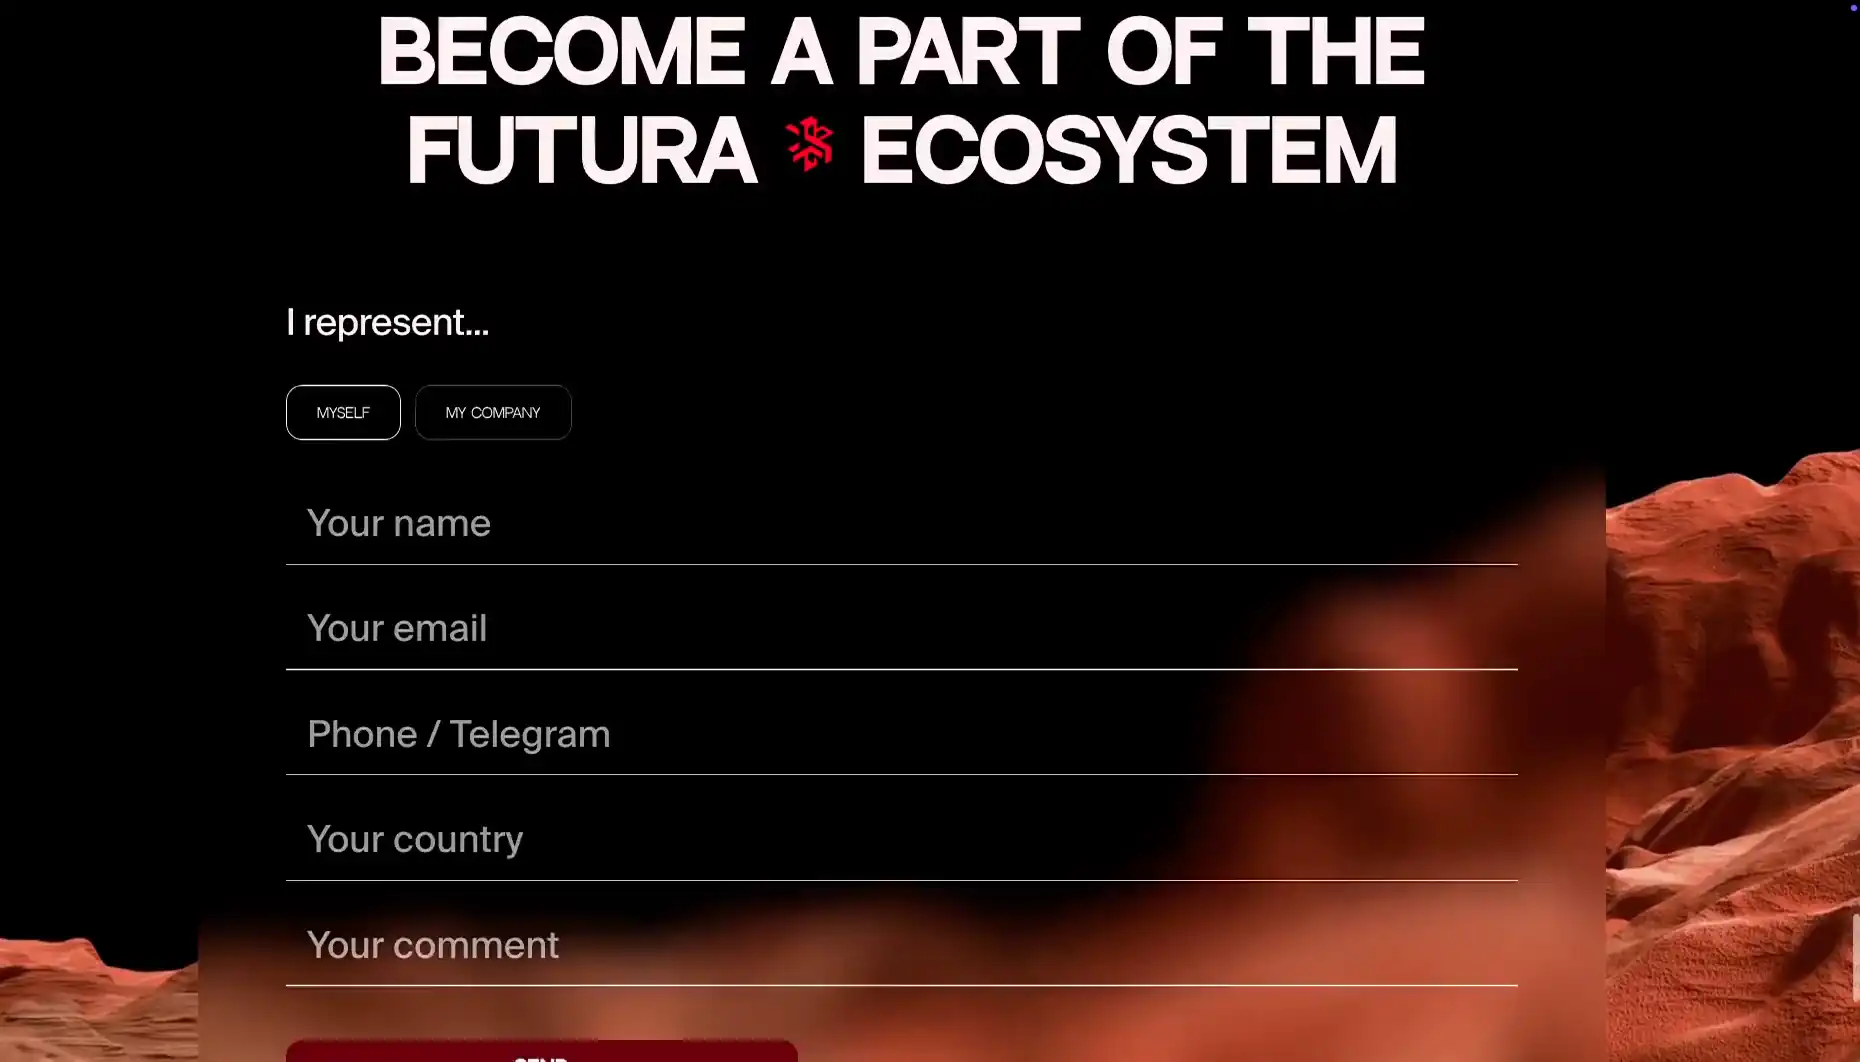 BECOME A PART OF THE
FUTURA ECOSYSTEM
I represent...
MYSELF
MY COMPANY
Your name
Your email
Phone / Telegram
Your country
Your comment
SEND